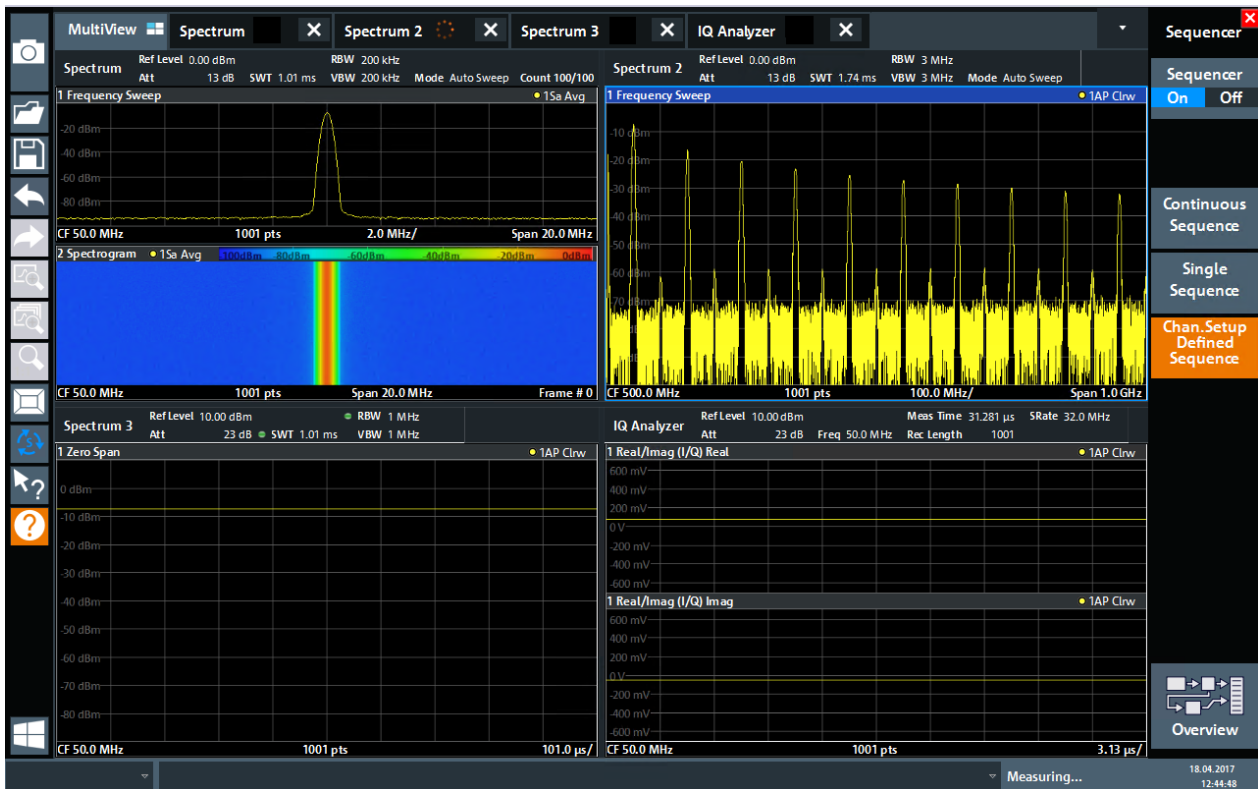 MultiView
Spectrum
Spectrum 2
Spectrum 3
IQ Analyzer
Sequencer
Spectrum
Ref Level 0.00 dBm RBW 200 kHz
Att 13 dB SWT 1.01 ms VBW 200 kHz Mode Auto Sweep Count 100/100
1 Frequency Sweep 1Sa Avg
-20 dBm
-40 dBm
-60 dBm
-80 dBm
CF 50.0 MHz 1001 pts 2.0 MHz/ Span 20.0 MHz
2 Spectrogram 1Sa Avg -100dBm -80dBm -60dBm -40dBm -20dBm 0dBm
CF 50.0 MHz 1001 pts Span 20.0 MHz Frame # 0
Spectrum 2
Ref Level 0.00 dBm RBW 3 MHz
Att 13 dB SWT 1.74 ms VBW 3 MHz Mode Auto Sweep
1 Frequency Sweep 1AP Clrw
-10 dBm
-20 dBm
-30 dBm
-40 dBm
-50 dBm
-60 dBm
-70 dBm
CF 500.0 MHz 1001 pts 100.0 MHz/ Span 1.0 GHz
Spectrum 3
Ref Level 10.00 dBm RBW 1 MHz
Att 23 dB SWT 1.01 ms VBW 1 MHz
1 Zero Span 1AP Clrw
0 dBm
-10 dBm
-20 dBm
-30 dBm
-40 dBm
-50 dBm
-60 dBm
-70 dBm
-80 dBm
CF 50.0 MHz 1001 pts 101.0 µs/
IQ Analyzer
Ref Level 10.00 dBm Meas Time 31.281 µs SRate 32.0 MHz
Att 23 dB Freq 50.0 MHz Rec Length 1001
1 Real/Imag (I/Q) Real 1AP Clrw
600 mV
400 mV
200 mV
0 V
-200 mV
-400 mV
-600 mV
1 Real/Imag (I/Q) Imag 1AP Clrw
600 mV
400 mV
200 mV
0 V
-200 mV
-400 mV
-600 mV
CF 50.0 MHz 1001 pts 3.13 µs/
Sequencer
On Off
Continuous
Sequence
Single
Sequence
Chan.Setup
Defined
Sequence
Overview
Measuring...
18.04.2017
12:44:48